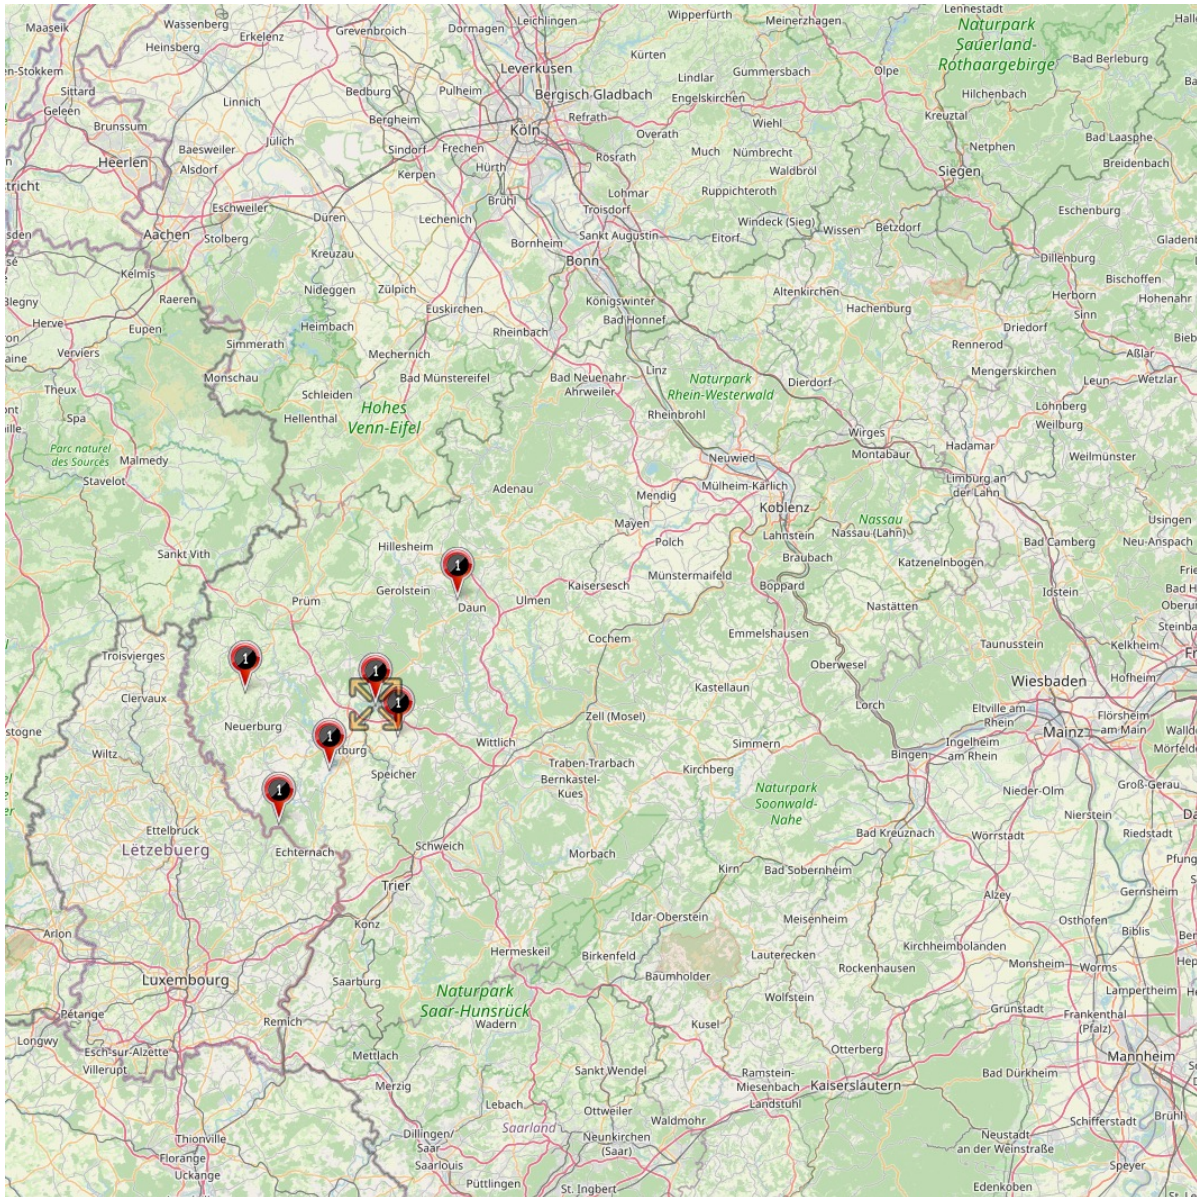 Maaseik
Wassenberg
Grevenbroich
Dormagen
Leichlingen
Wipperfürth
Meinerzhagen
Lennestadt
Naturpark
Sauerland-
Rothaargebirge
Erkelenz
Heinsberg
Leverkusen
Kürten
Olpe
Bad Berleburg
en-Stokkem
Sittard
Geleen
Linnich
Bedburg
Pulheim
Bergisch Gladbach
Lindlar
Gummersbach
Hilchenbach
Engelskirchen
Brunssum
Bergheim
Köln
Refrath
Overath
Wiehl
Kreuztal
Heerlen
Baesweiler
Alsdorf
Jülich
Sindorf
Frechen
Kerpen
Hürth
Rösrath
Much
Nümbrecht
Waldbröl
Netphen
Bad Laasphe
Breidenbach
Siegen
Eschweiler
Düren
Lechenich
Brühl
Lohmar
Troisdorf
Ruppichteroth
Windeck (Sieg)
Eschenburg
Aachen
Stolberg
Kreuzau
Bornheim
Sankt Augustin
Eitorf
Wissen
Betzdorf
Bonn
Dillenburg
Kelmis
Raeren
Nideggen
Zülpich
Euskirchen
Königswinter
Bad Honnef
Altenkirchen
Hachenburg
Bischoffen
Herborn
Sinn
Hohenahr
Blegny
Herve
Eupen
Heimbach
Simmerath
Rheinbach
Driedorf
Rennerod
Verviers
Mechernich
Aßlar
Theux
Monschau
Bad Münstereifel
Bad Neuenahr-
Ahrweiler
Linz
Naturpark
Rhein-Westerwald
Dierdorf
Mengerskirchen
Leun
Wetzlar
Schleiden
Hellenthal
Hohes
Venn-Eifel
Spa
Rheinbrohl
Löhnberg
Weilburg
Parc naturel
des Sources
Malmedy
Stavelot
Wirges
Montabaur
Hadamar
Weilmünster
Neuwied
Limburg an
der Lahn
Adenau
Mendig
Mülheim-Kärlich
Koblenz
Mayen
Nassau
Nassau (Lahn)
Usingen
Lahnstein
Polch
Braubach
Bad Camberg
Neu-Anspach
Sankt Vith
Hillesheim
Gerolstein
1
Daun
Ulmen
Kaisersesch
Münstermaifeld
Boppard
Katzenelnbogen
Idstein
Prüm
Nastätten
Emmelshausen
Cochem
Taunusstein
Kelkheim
Troisvierges
1
1
Oberwesel
Hofheim
Wiesbaden
Clervaux
Kastellaun
Lorch
1
Eltville am
Rhein
Flörsheim
am Main
Neuerburg
Zell (Mosel)
Mainz
1
Wiltz
Wittlich
Simmern
Bingen
Ingelheim
am Rhein
Speicher
Traben-Trarbach
Kirchberg
Bernkastel-
Kues
1
Naturpark
Soonwald-
Nahe
Nieder-Olm
Groß-Gerau
Nierstein
Ettelbruck
Lëtzebuerg
Echternach
Schweich
Morbach
Bad Kreuznach
Wörrstadt
Riedstadt
Trier
Kirn
Bad Sobernheim
Alzey
Gernsheim
Arlon
Konz
Idar-Oberstein
Meisenheim
Osthofen
Biblis
Hermeskeil
Birkenfeld
Lauterecken
Kirchheimbolanden
Monsheim
Worms
Luxembourg
Saarburg
Baumholder
Rockenhausen
Lampertheim
Naturpark
Saar-Hunsrück
Wolfstein
Grünstadt
Frankenthal
(Pfalz)
Pétange
Remich
Wadern
Kusel
Longwy
Esch-sur-Alzette
Villerupt
Mettlach
Otterberg
Mannheim
Merzig
Sankt Wendel
Ramstein-
Miesenbach
Kaiserslautern
Bad Dürkheim
Landstuhl
Lebach
Ottweiler
Waldmohr
Schifferstadt
Brühl
Thionville
Dillingen/
Saar
Saarland
Neunkirchen
(Saar)
Neustadt
an der Weinstraße
Florange
Uckange
Saarlouis
Püttlingen
St. Ingbert
Speyer
Edenkoben